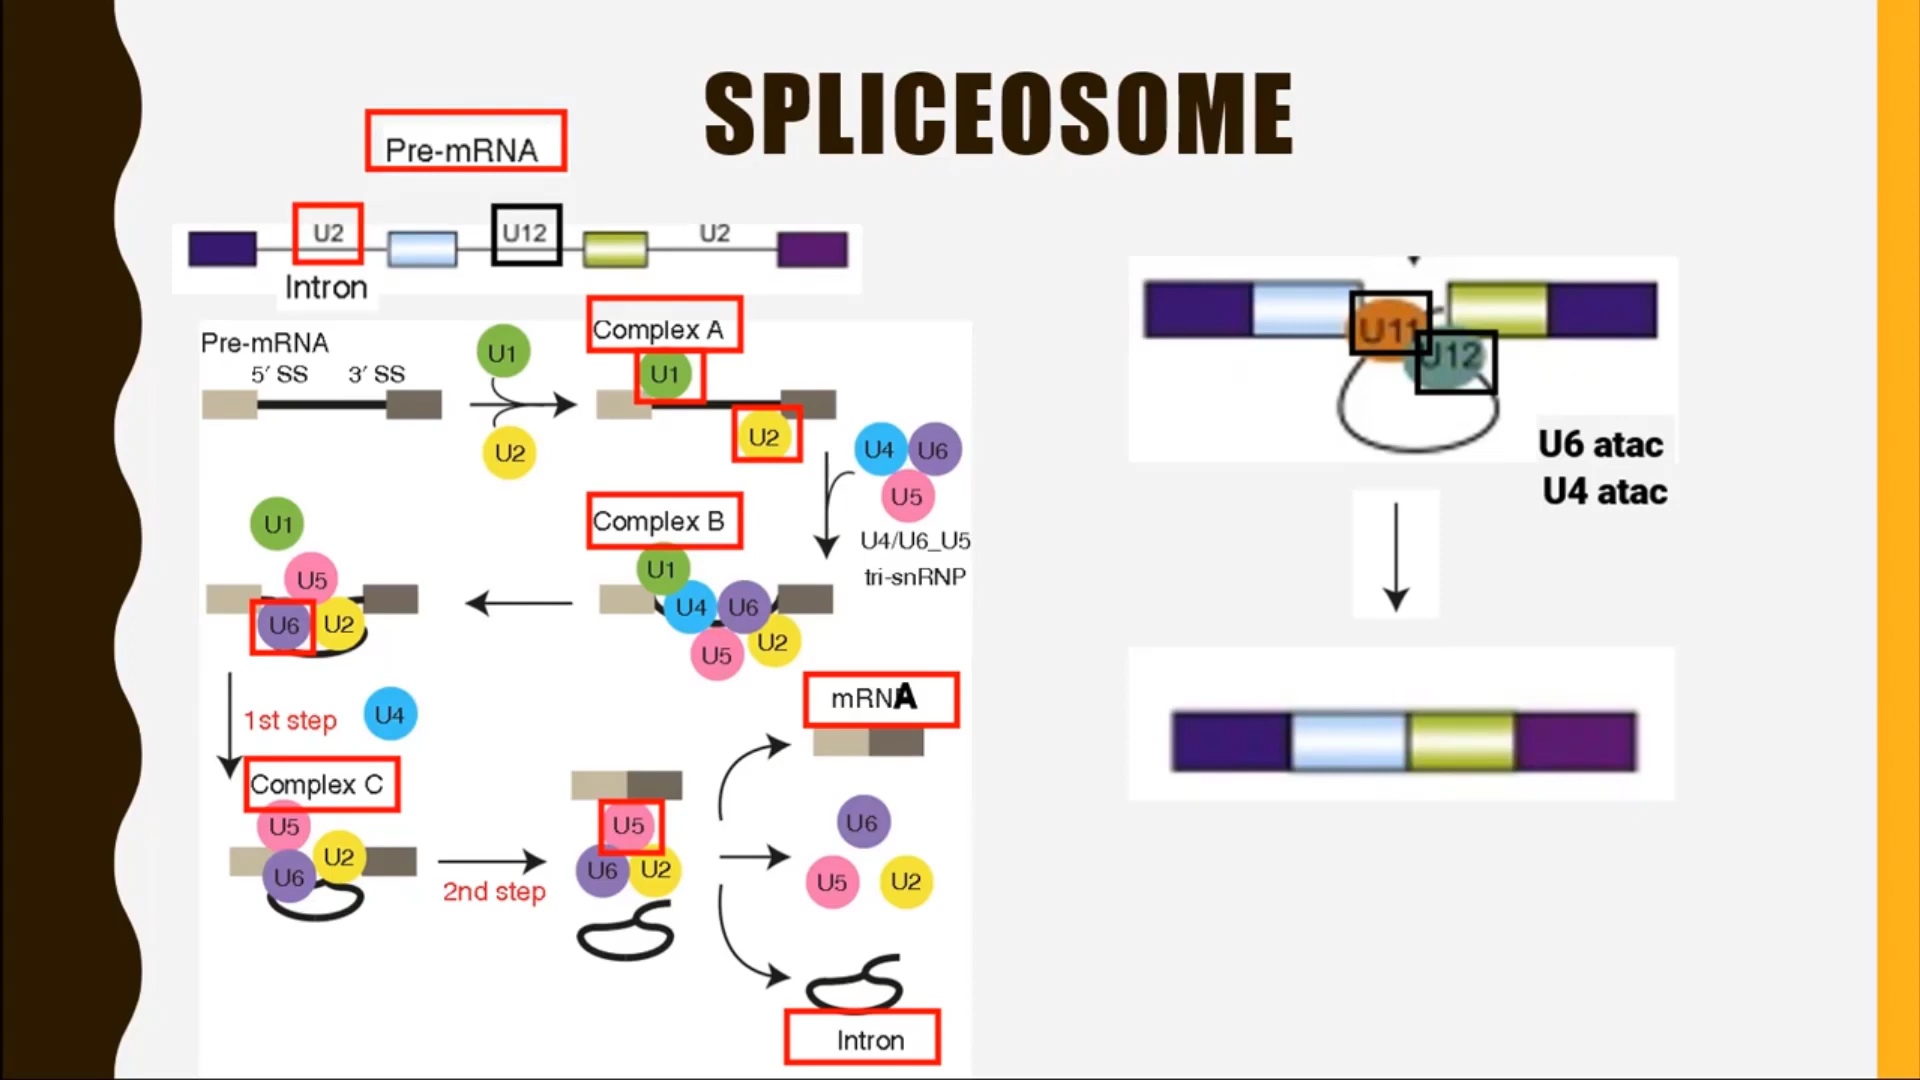 SPLICEOSOME
Pre-mRNA
U2
U12
U2
Intron
Pre-mRNA
5′ SS 3′ SS
U1
U2
Complex A
U1
U2
U4
U6
U5
U4/U6_U5
tri-snRNP
Complex B
U1
U4
U6
U5
U2
U1
U5
U6
U2
1st step
U4
Complex C
U5
U2
U6
2nd step
U5
U6
U2
mRNA
U6
U5
U2
Intron
U11
U12
U6 atac
U4 atac